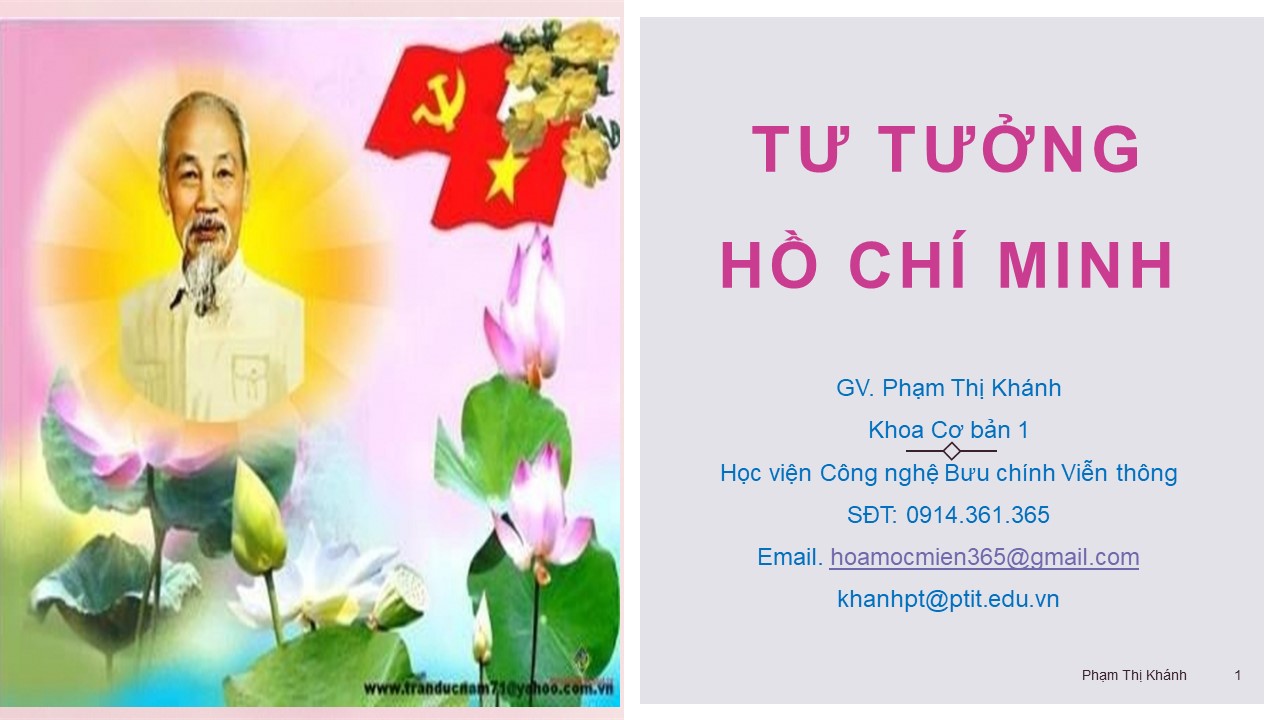 TƯ TƯỞNG
HỒ CHÍ MINH
GV. Phạm Thị Khánh
Khoa Cơ bản 1
Học viện Công nghệ Bưu chính Viễn thông
SĐT: 0914.361.365
Email. hoamocmien365@gmail.com
khanhpt@ptit.edu.vn
www.tranducnam71@yahoo.com.vn
Phạm Thị Khánh 1